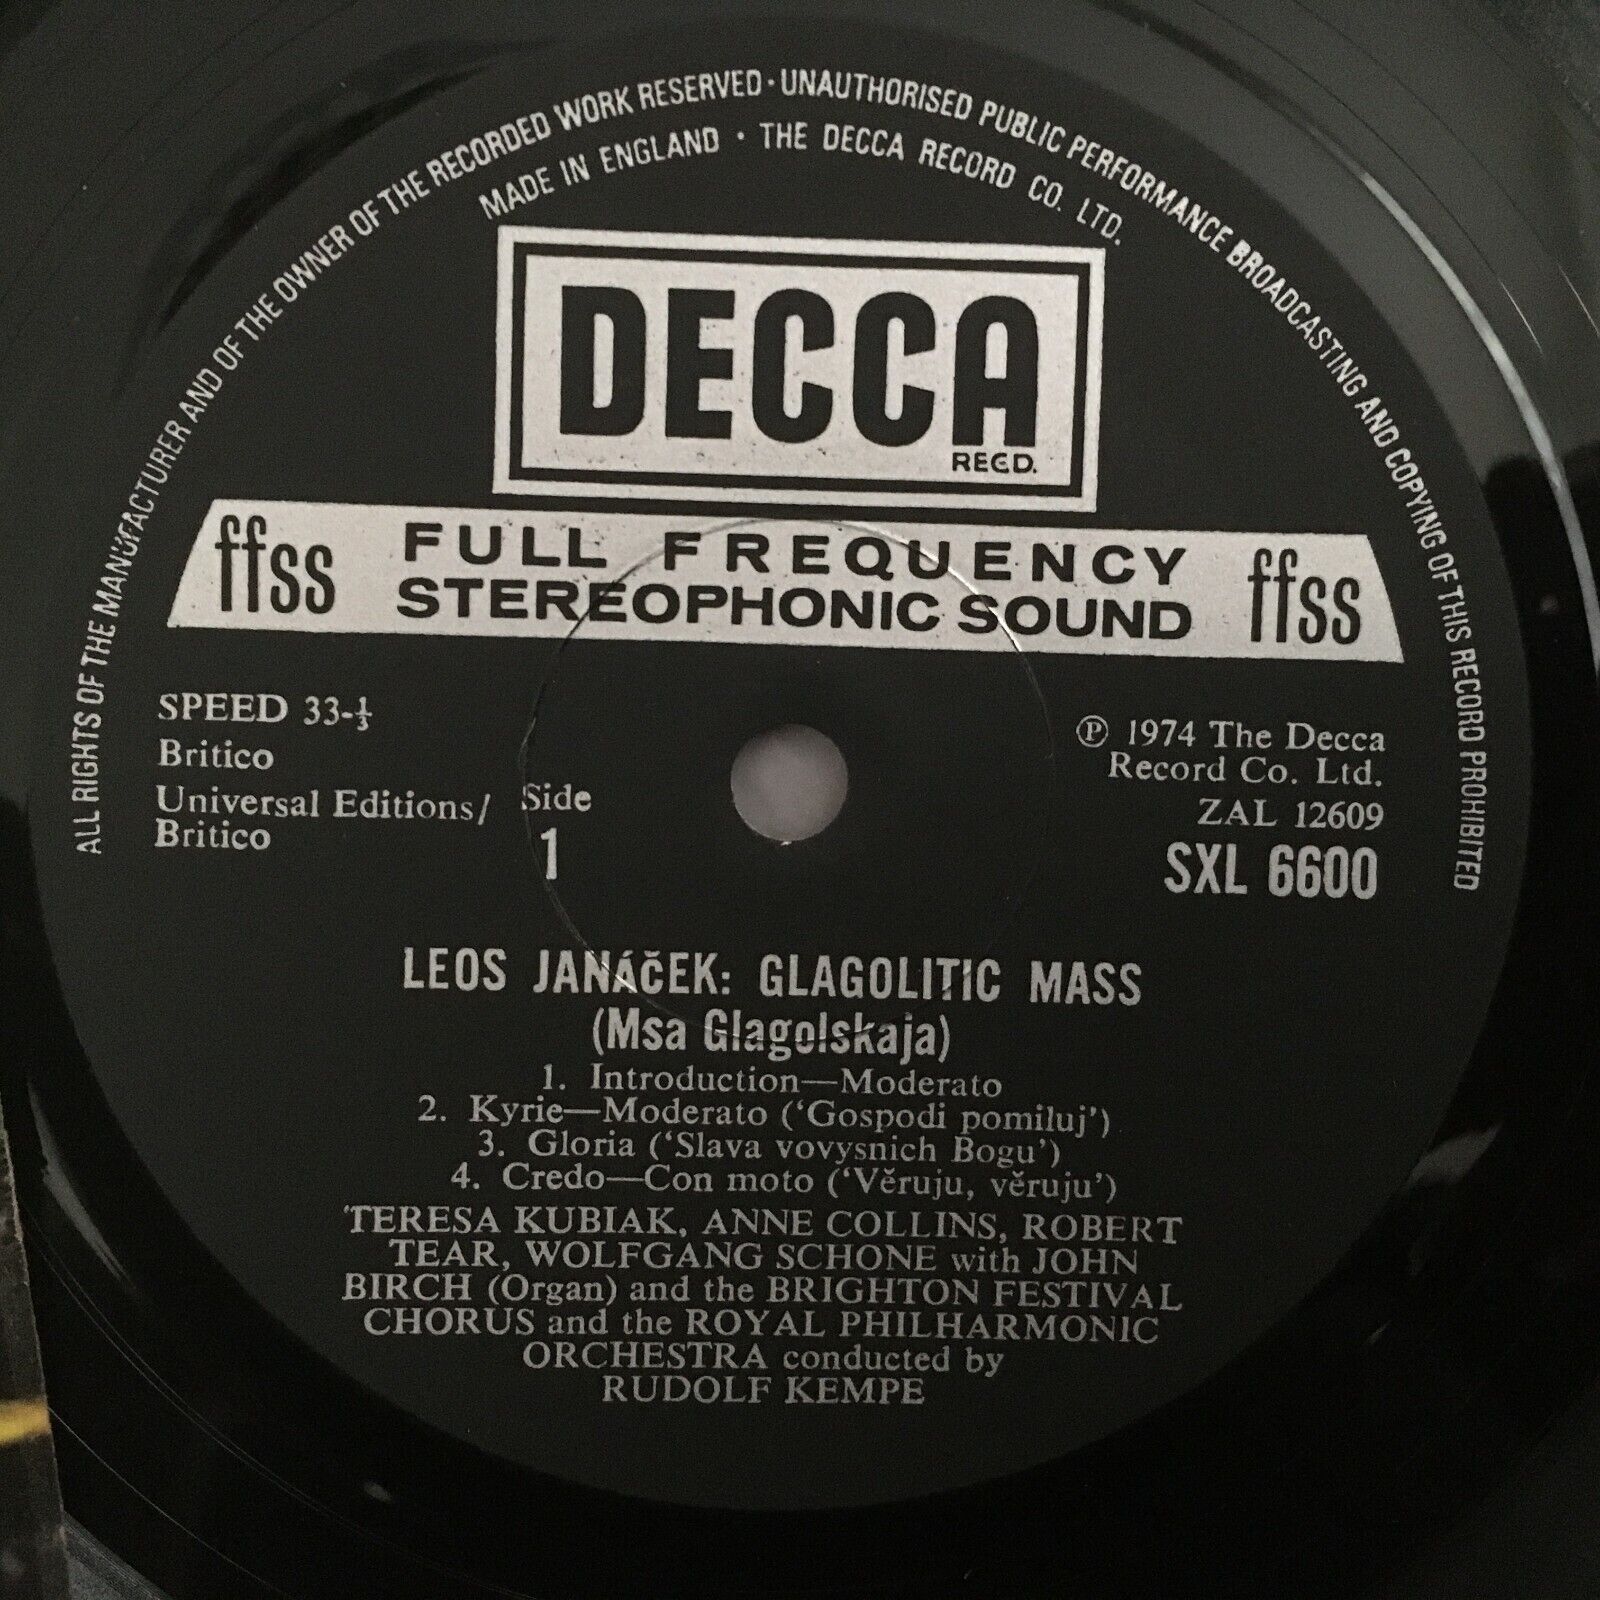 ALL RIGHTS OF THE MANUFACTURER AND OF THE OWNER OF THE RECORDED WORK RESERVED · UNAUTHORISED PUBLIC PERFORMANCE BROADCASTING AND COPYING OF THIS RECORD PROHIBITED
MADE IN ENGLAND · THE DECCA RECORD CO. LTD.
DECCA
REGD.
ffss FULL FREQUENCY ffss
STEREOPHONIC SOUND
SPEED 33-⅓
Britico
Universal Editions/
Britico
Side
1
℗ 1974 The Decca
Record Co. Ltd.
ZAL 12609
SXL 6600
LEOS JANÁČEK: GLAGOLITIC MASS
(Msa Glagolskaja)
1. Introduction—Moderato
2. Kyrie—Moderato (‘Gospodi pomiluj’)
3. Gloria (‘Slava vovysnich Bogu’)
4. Credo—Con moto (‘Věruju, věruju’)
TERESA KUBIAK, ANNE COLLINS, ROBERT
TEAR, WOLFGANG SCHONE with JOHN
BIRCH (Organ) and the BRIGHTON FESTIVAL
CHORUS and the ROYAL PHILHARMONIC
ORCHESTRA conducted by
RUDOLF KEMPE